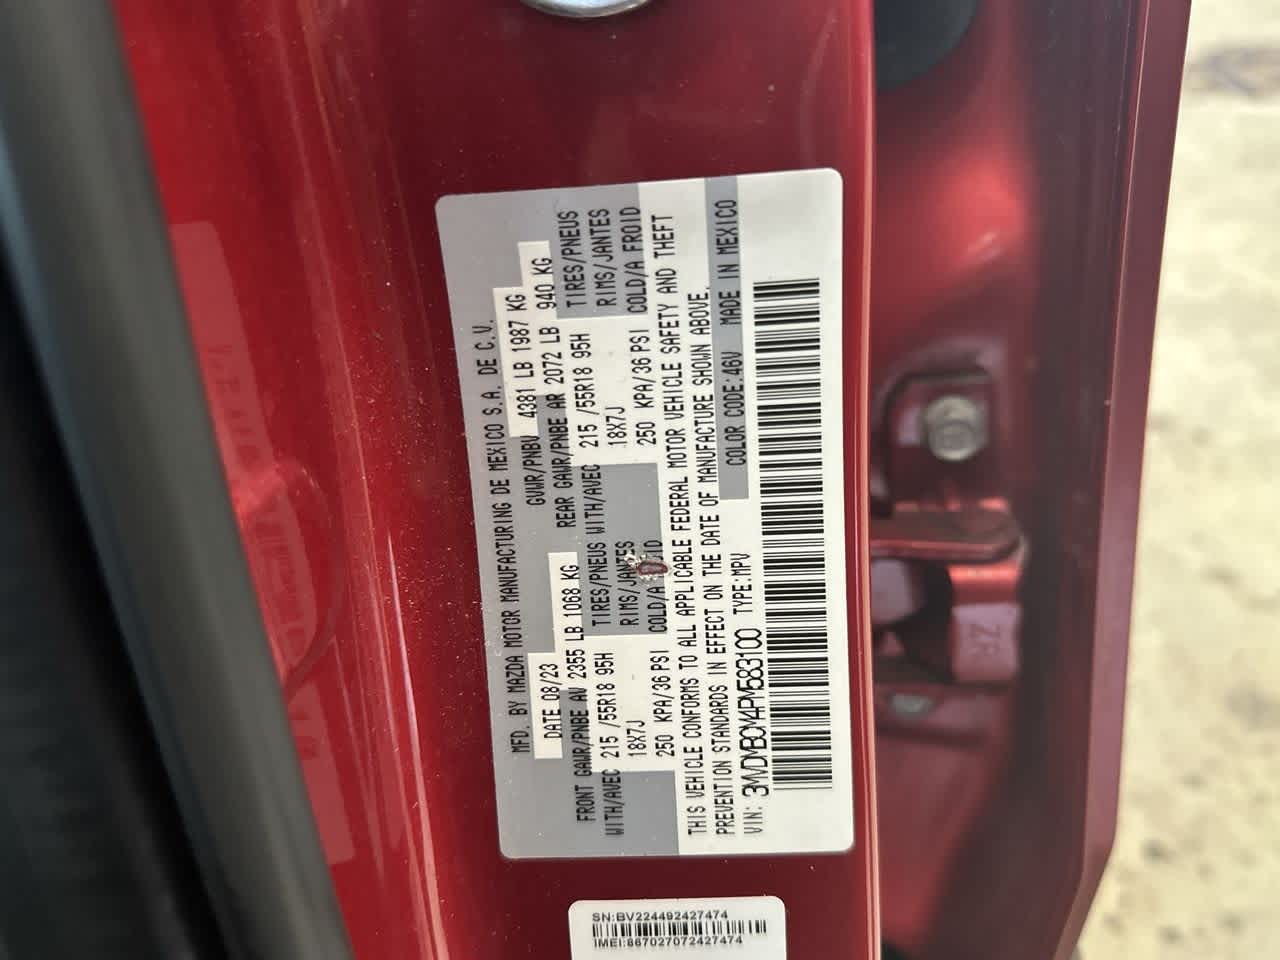 MFD. BY MAZDA MOTOR MANUFACTURING DE MEXICO S.A. DE C.V.
DATE 08/23 GVWR/PNBV 4381 LB 1987 KG
FRONT GAWR/PNBE AV 2355 LB 1068 KG REAR GAWR/PNBE AR 2072 LB 940 KG
WITH/AVEC 215 /55R18 95H TIRES/PNEUS WITH/AVEC 215 /55R18 95H TIRES/PNEUS
18X7J RIMS/JANTES 18X7J RIMS/JANTES
250 KPA/36 PSI COLD/A 250 KPA/36 PSI COLD/A FROID
THIS VEHICLE CONFORMS TO ALL APPLICABLE FEDERAL MOTOR VEHICLE SAFETY AND THEFT
PREVENTION STANDARDS IN EFFECT ON THE DATE OF MANUFACTURE SHOWN ABOVE.
VIN: 3MVDMBCM4PM583100 TYPE:MPV COLOR CODE:46V MADE IN MEXICO
SN:BV224492427474
IMEI:867027072427474